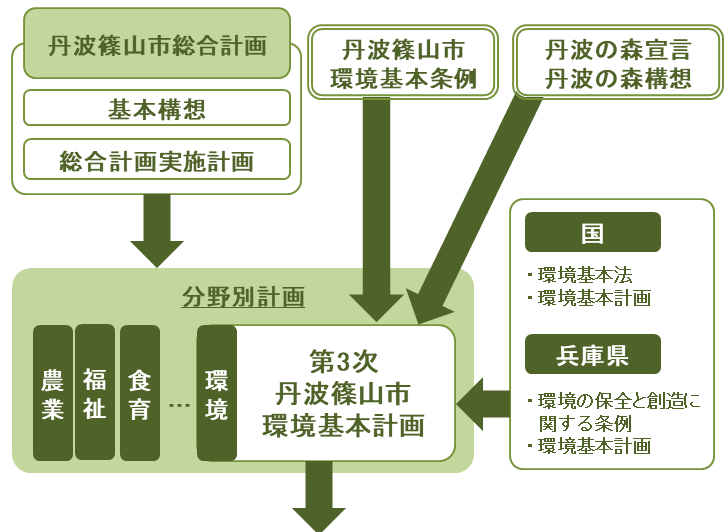 丹波篠山市総合計画
基本構想
総合計画実施計画
丹波篠山市
環境基本条例
丹波の森宣言
丹波の森構想
国
・環境基本法
・環境基本計画
兵庫県
・環境の保全と創造に
関する条例
・環境基本計画
分野別計画
農業
福祉
食育
…
環境
第3次
丹波篠山市
環境基本計画